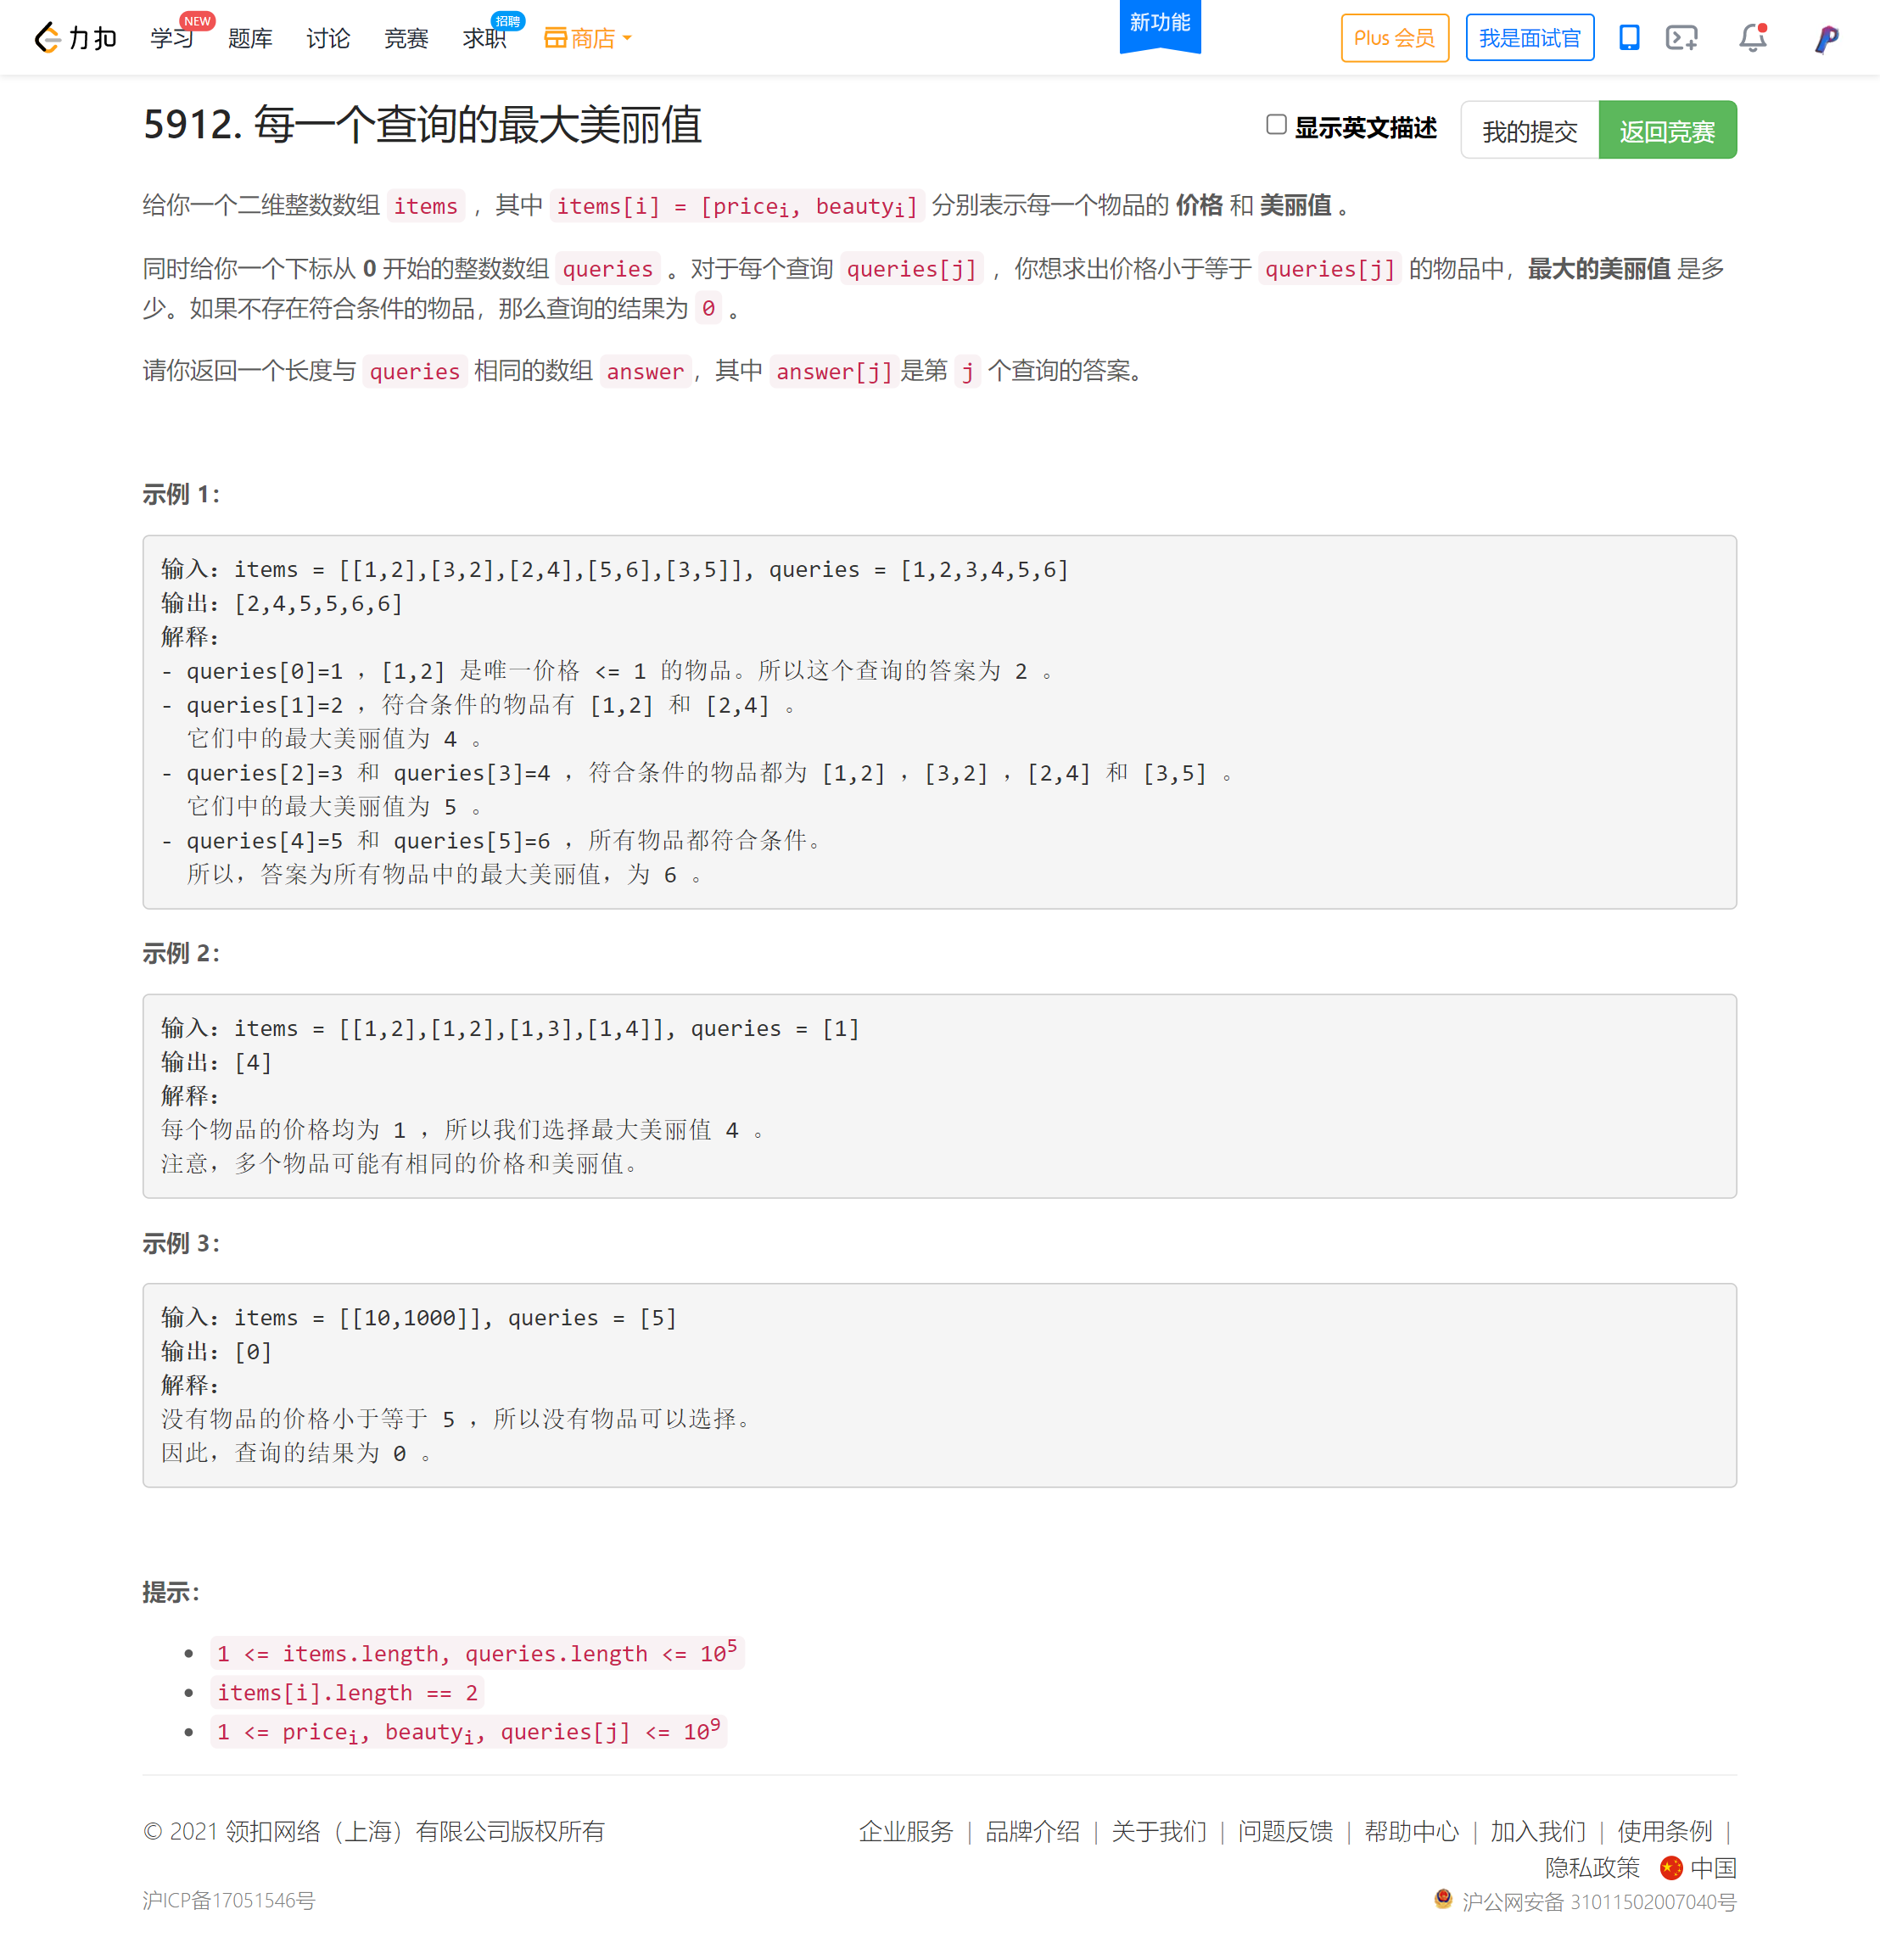 力扣 学习 NEW 题库 讨论 竞赛 求职 招聘 商店 新功能 Plus 会员 我是面试官
5912. 每一个查询的最大美丽值 显示英文描述 我的提交 返回竞赛
给你一个二维整数数组 items ，其中 items[i] = [priceᵢ, beautyᵢ] 分别表示每一个物品的 价格 和 美丽值 。
同时给你一个下标从 0 开始的整数数组 queries 。对于每个查询 queries[j] ，你想求出价格小于等于 queries[j] 的物品中，最大的美丽值 是多
少。如果不存在符合条件的物品，那么查询的结果为 0 。
请你返回一个长度与 queries 相同的数组 answer，其中 answer[j]是第 j 个查询的答案。
示例 1：
输入：items = [[1,2],[3,2],[2,4],[5,6],[3,5]], queries = [1,2,3,4,5,6]
输出：[2,4,5,5,6,6]
解释：
- queries[0]=1 ，[1,2] 是唯一价格 <= 1 的物品。所以这个查询的答案为 2 。
- queries[1]=2 ，符合条件的物品有 [1,2] 和 [2,4] 。
它们中的最大美丽值为 4 。
- queries[2]=3 和 queries[3]=4 ，符合条件的物品都为 [1,2] ，[3,2] ，[2,4] 和 [3,5] 。
它们中的最大美丽值为 5 。
- queries[4]=5 和 queries[5]=6 ，所有物品都符合条件。
所以，答案为所有物品中的最大美丽值，为 6 。
示例 2：
输入：items = [[1,2],[1,2],[1,3],[1,4]], queries = [1]
输出：[4]
解释：
每个物品的价格均为 1 ，所以我们选择最大美丽值 4 。
注意，多个物品可能有相同的价格和美丽值。
示例 3：
输入：items = [[10,1000]], queries = [5]
输出：[0]
解释：
没有物品的价格小于等于 5 ，所以没有物品可以选择。
因此，查询的结果为 0 。
提示：
• 1 <= items.length, queries.length <= 10⁵
• items[i].length == 2
• 1 <= priceᵢ, beautyᵢ, queries[j] <= 10⁹
© 2021 领扣网络（上海）有限公司版权所有 企业服务 | 品牌介绍 | 关于我们 | 问题反馈 | 帮助中心 | 加入我们 | 使用条例 |
隐私政策 中国
沪ICP备17051546号 沪公网安备 31011502007040号